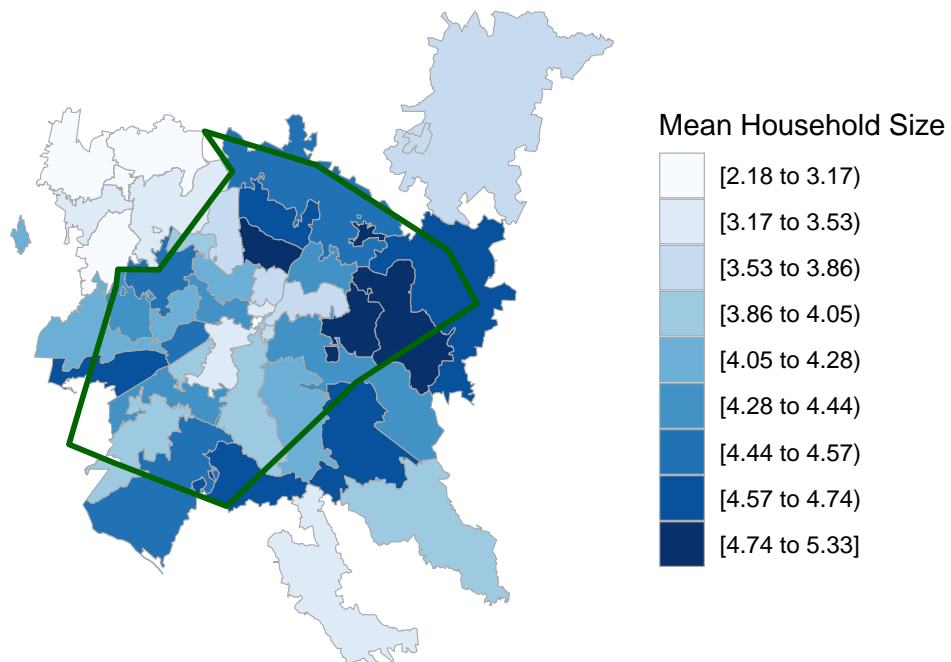 Mean Household Size
[2.18 to 3.17)
[3.17 to 3.53)
[3.53 to 3.86)
[3.86 to 4.05)
[4.05 to 4.28)
[4.28 to 4.44)
[4.44 to 4.57)
[4.57 to 4.74)
[4.74 to 5.33]